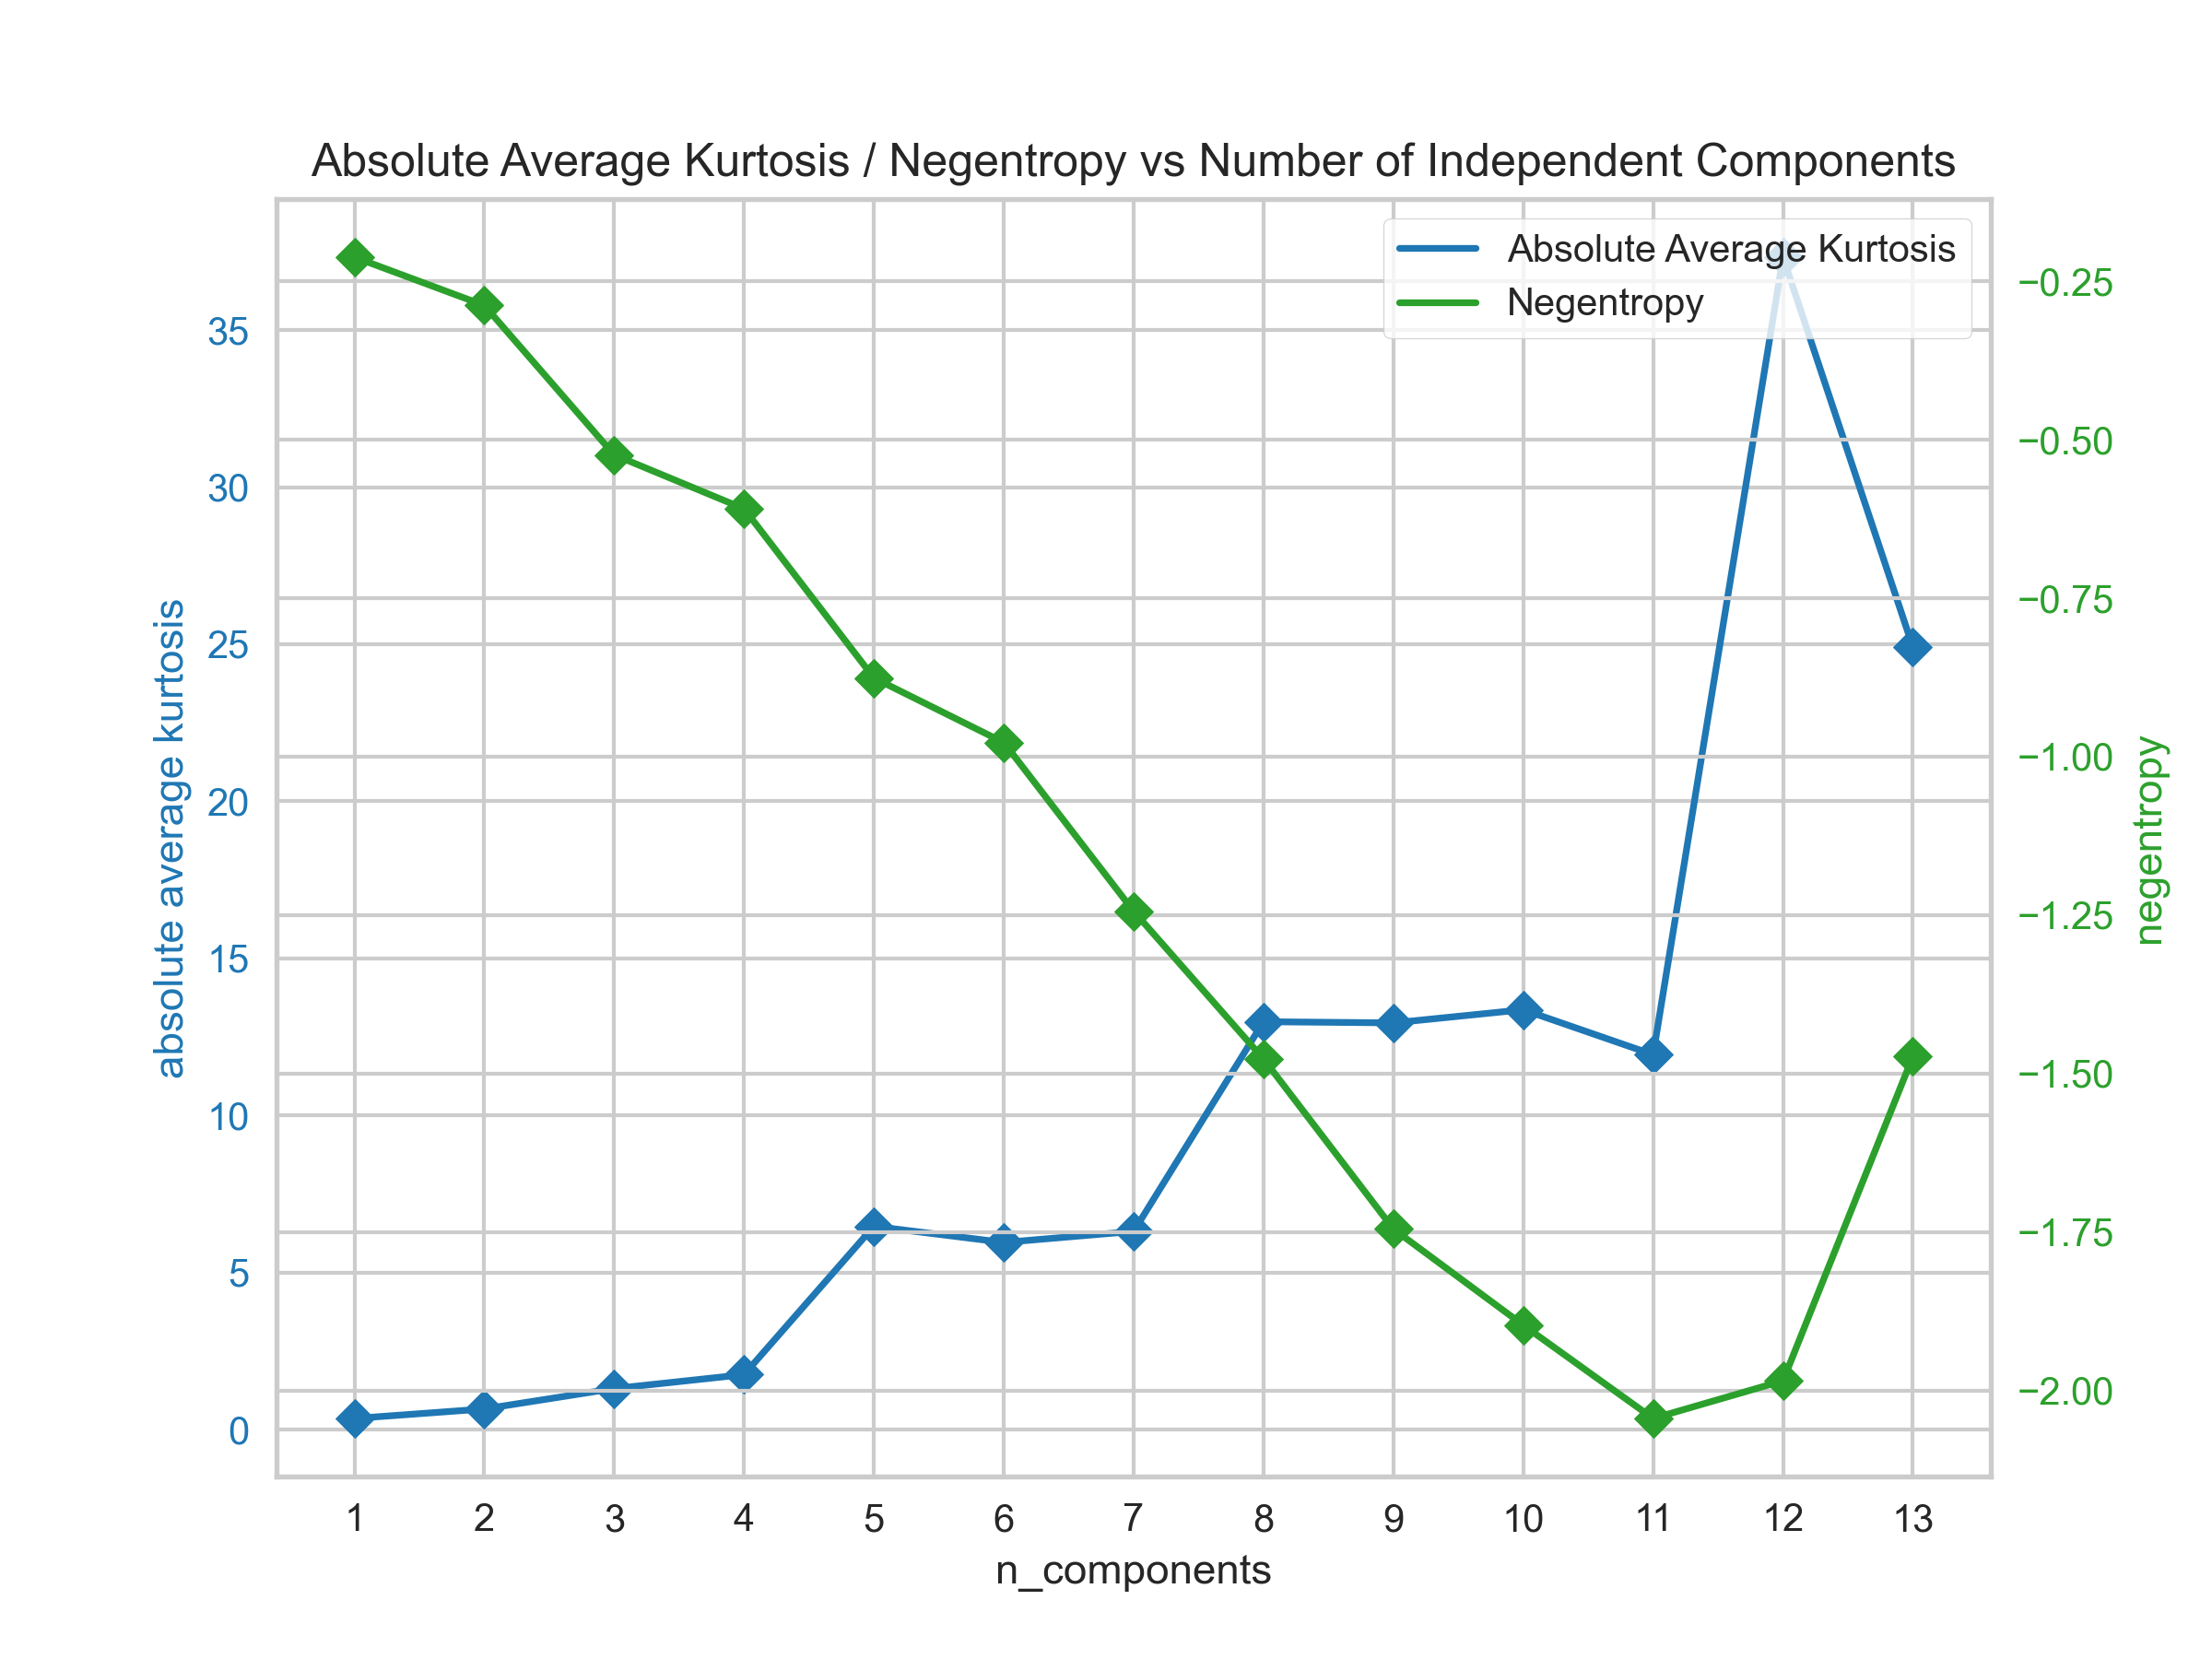 Absolute Average Kurtosis / Negentropy vs Number of Independent Components
Absolute Average Kurtosis
Negentropy
35
30
25
20
15
10
5
0
absolute average kurtosis
−0.25
−0.50
−0.75
−1.00
−1.25
−1.50
−1.75
−2.00
negentropy
1 2 3 4 5 6 7 8 9 10 11 12 13
n_components